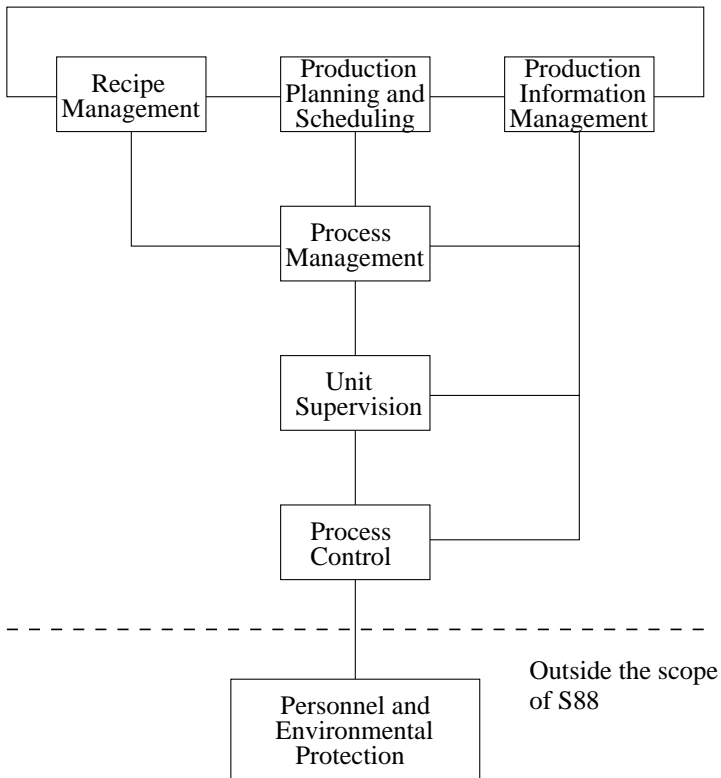 Recipe
Management
Production
Planning and
Scheduling
Production
Information
Management
Process
Management
Unit
Supervision
Process
Control
Outside the scope
of S88
Personnel and
Environmental
Protection